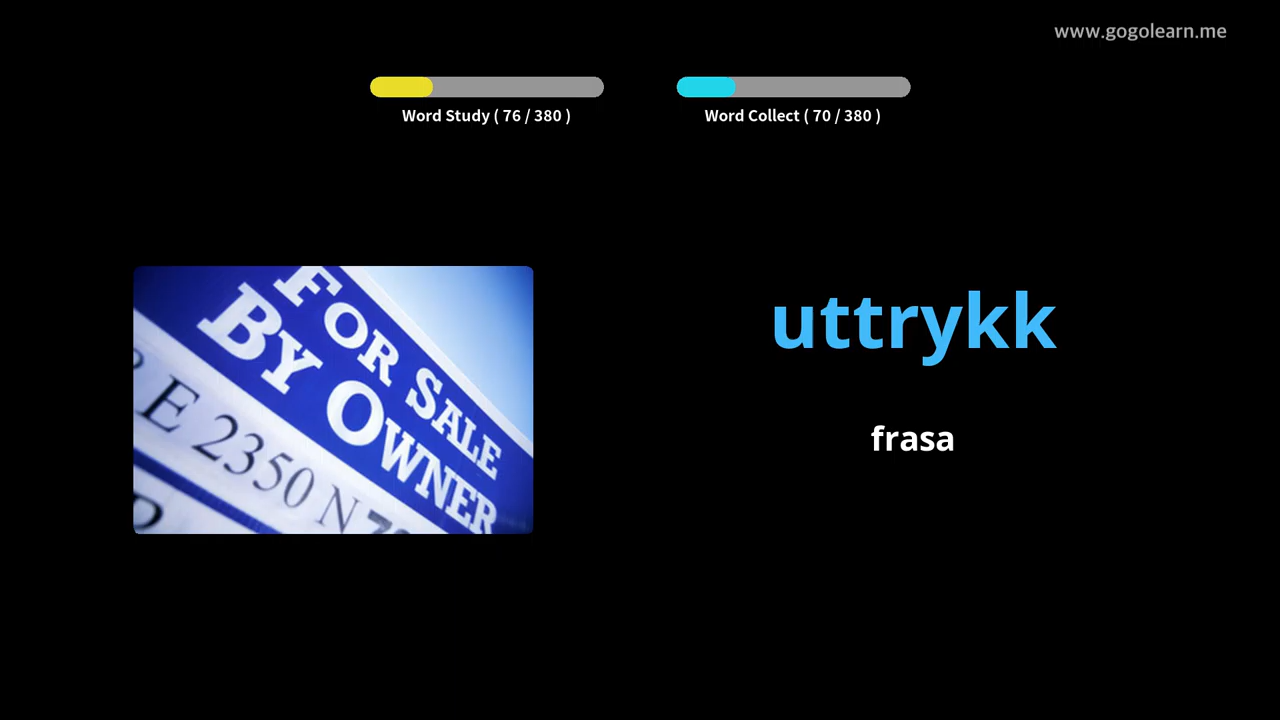 www.gogolearn.me
Word Study ( 76 / 380 )
Word Collect ( 70 / 380 )
FOR SALE
BY OWNER
E 2350 N
uttrykk
frasa